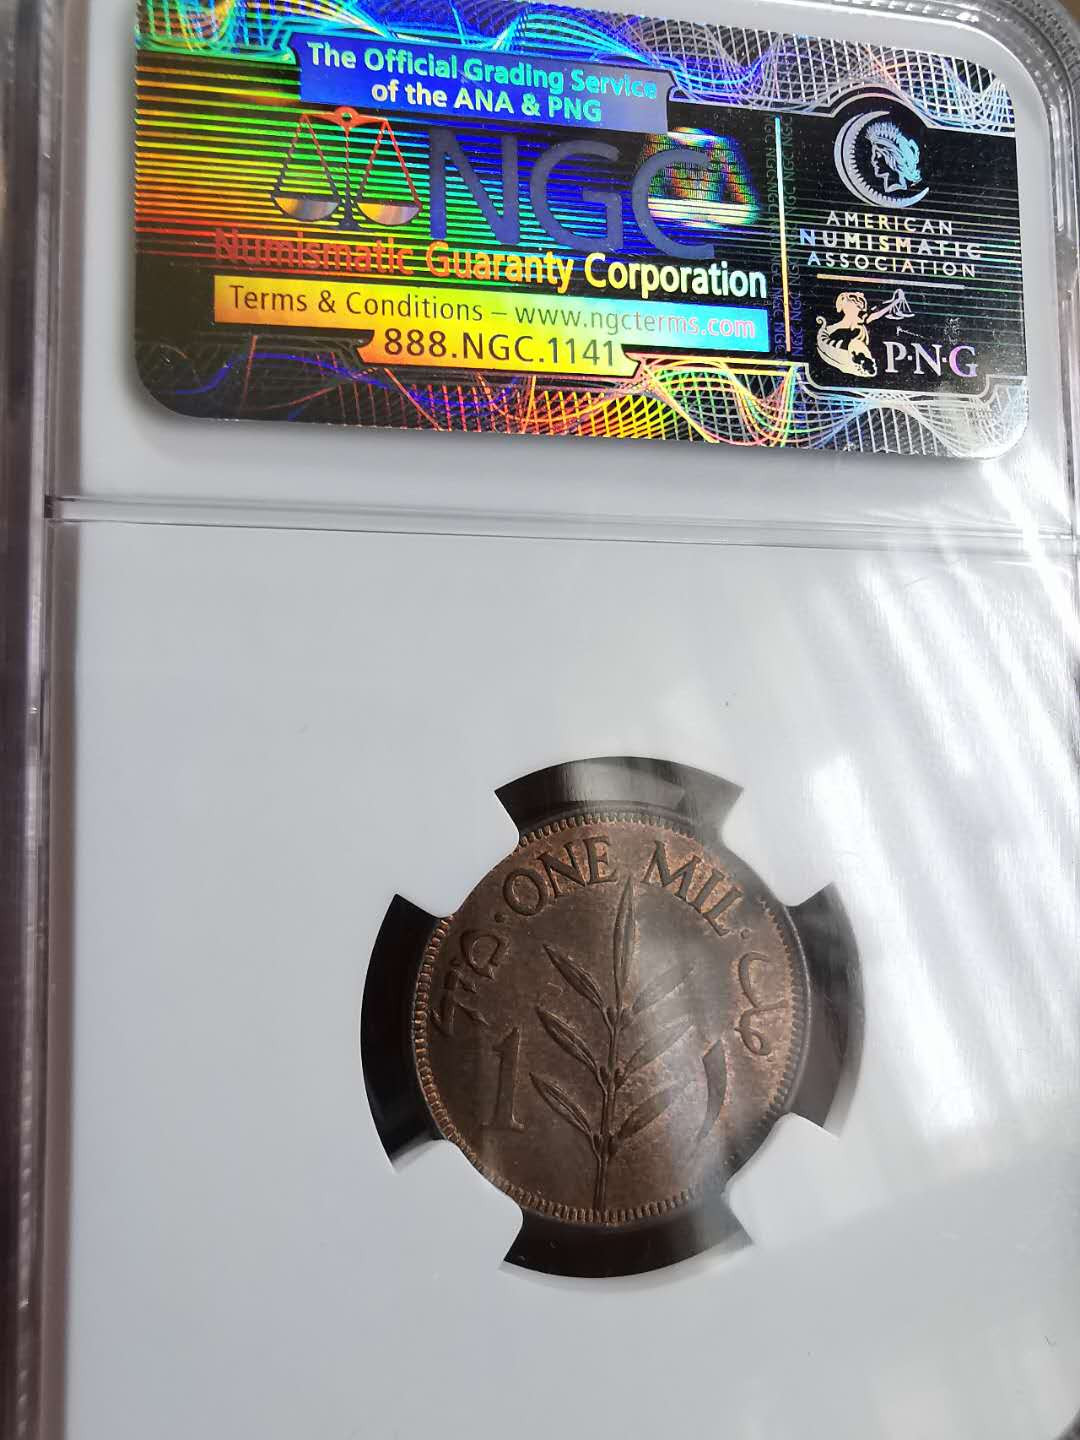 The Official Grading Service
of the ANA & PNG
NGC
Numismatic Guaranty Corporation
Terms & Conditions – www.ngcterms.com
888.NGC.1141
AMERICAN
NUMISMATIC
ASSOCIATION
P·N·G
· ONE MIL ·
1
١